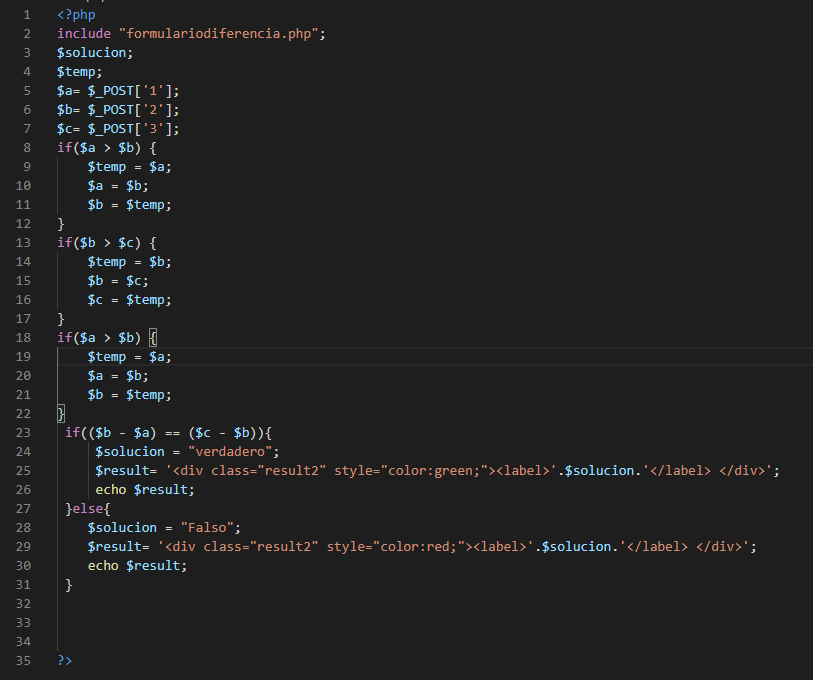 1 <?php
2 include "formulariodiferencia.php";
3 $solucion;
4 $temp;
5 $a= $_POST['1'];
6 $b= $_POST['2'];
7 $c= $_POST['3'];
8 if($a > $b) {
9 $temp = $a;
10 $a = $b;
11 $b = $temp;
12 }
13 if($b > $c) {
14 $temp = $b;
15 $b = $c;
16 $c = $temp;
17 }
18 if($a > $b) {
19 $temp = $a;
20 $a = $b;
21 $b = $temp;
22 }
23 if(($b - $a) == ($c - $b)){
24 $solucion = "verdadero";
25 $result= '<div class="result2" style="color:green;"><label>'.$solucion.'</label> </div>';
26 echo $result;
27 }else{
28 $solucion = "Falso";
29 $result= '<div class="result2" style="color:red;"><label>'.$solucion.'</label> </div>';
30 echo $result;
31 }
32
33
34
35 ?>